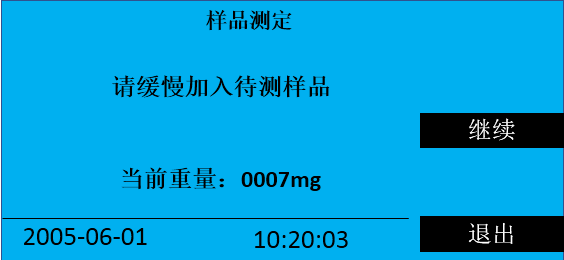 样品测定
请缓慢加入待测样品
继续
当前重量：0007mg
2005-06-01 10:20:03
退出